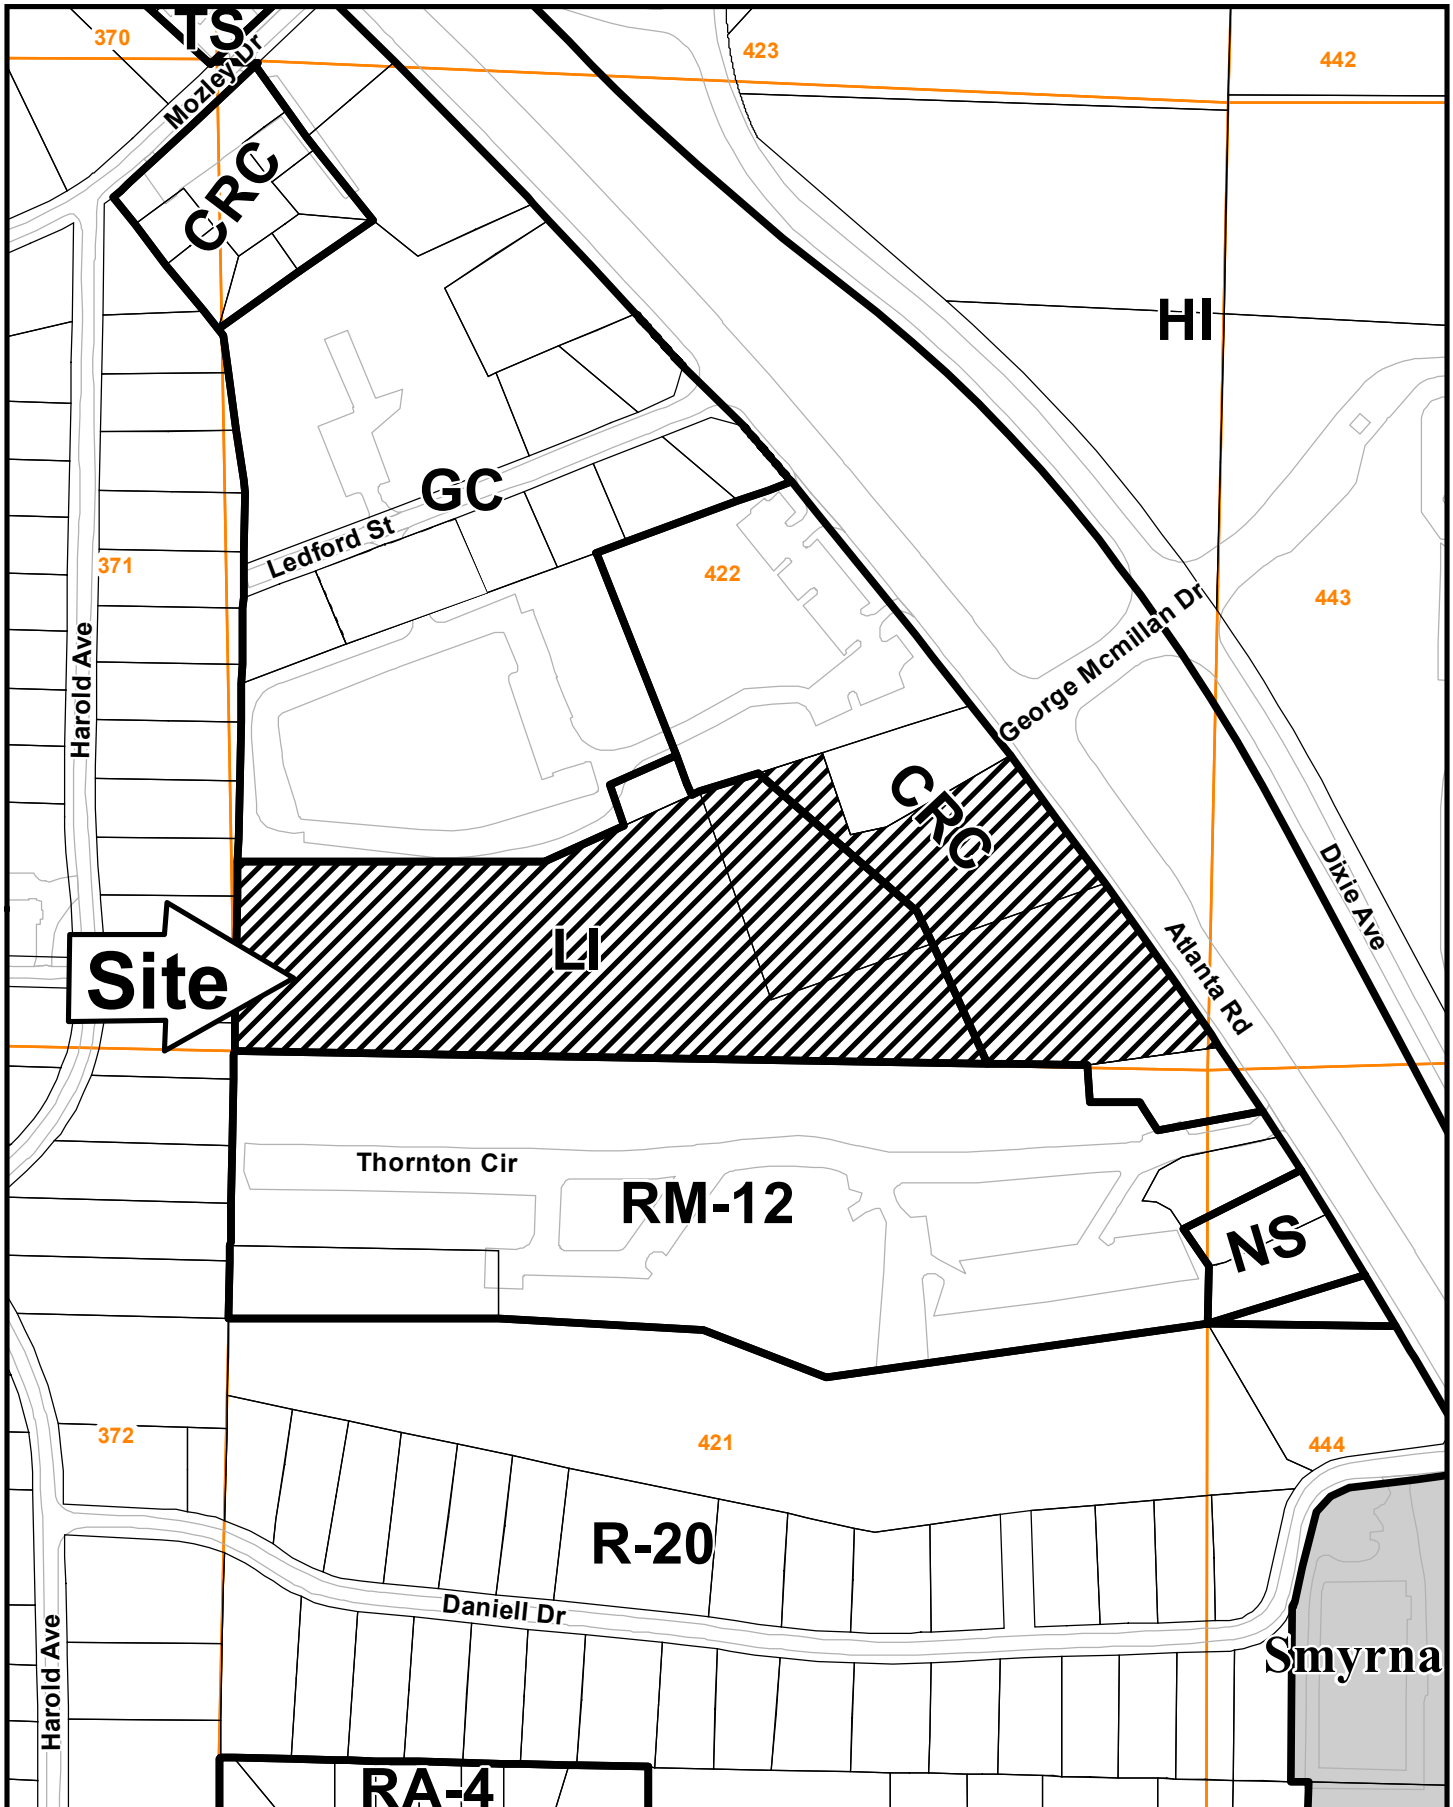 TS
370
423
442
Mozley Dr
CRC
HI
GC
Ledford St
371
422
443
Harold Ave
George Mcmillan Dr
CRC
Dixie Ave
LI
Site
Atlanta Rd
Thornton Cir
RM-12
NS
372
421
444
R-20
Daniell Dr
Harold Ave
Smyrna
RA-4